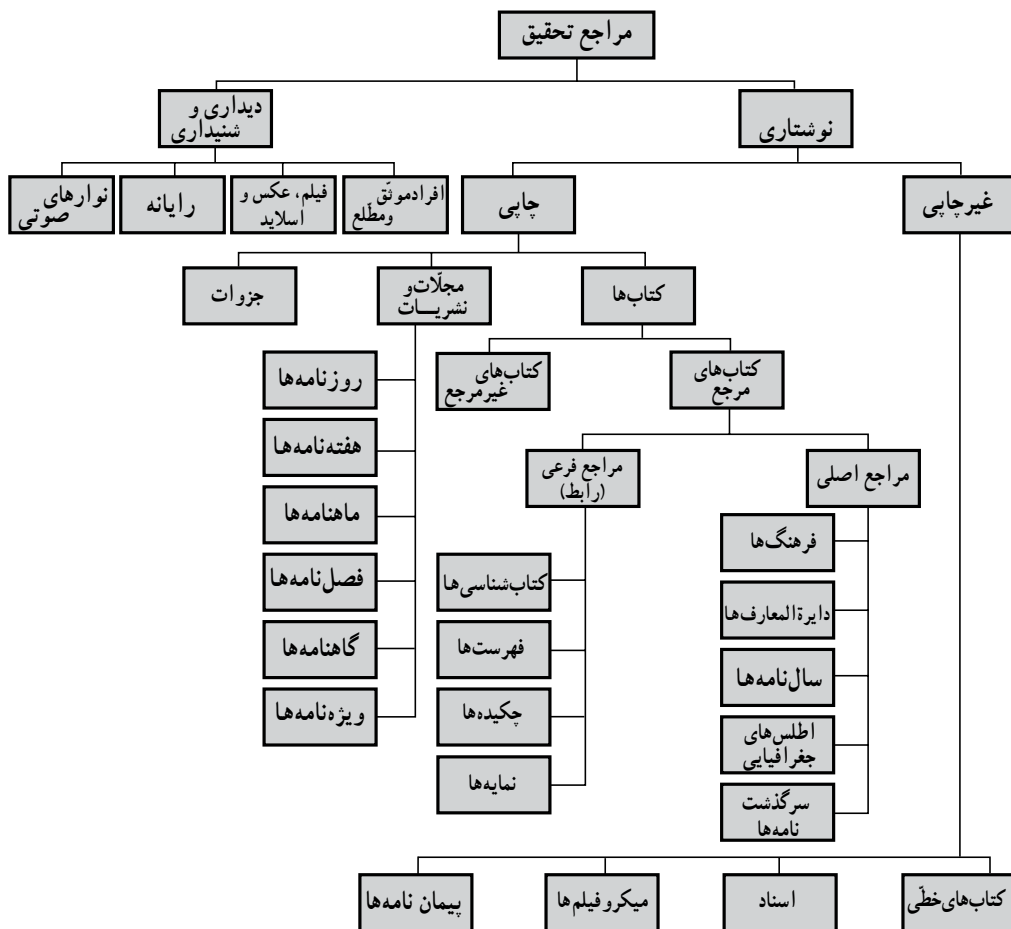 مراجع تحقیق
نوشتاری
دیداری و
شنیداری
غیرچاپی
چاپی
افرادموثّق
ومطّلع
فیلم، عکس و
اسلاید
رایانه
نوارهای
صوتی
کتاب‌ها
مجلّات‌و
نشریــات
جزوات
کتاب‌های
مرجع
کتاب‌های
غیرمرجع
مراجع اصلی
مراجع فرعی
(رابط)
فرهنگ‌ها
دایرةالمعارف‌ها
سال‌نامه‌ها
اطلس‌های
جغرافیایی
سرگذشت
نامه‌ها
کتاب‌شناسی‌ها
فهرست‌ها
چکیده‌ها
نمایه‌ها
روزنامه‌ها
هفته‌نامه‌ها
ماهنامه‌ها
فصل‌نامه‌ها
گاهنامه‌ها
ویژه‌نامه‌ها
کتاب‌های‌خطّی
اسناد
میکروفیلم‌ها
پیمان نامه‌ها